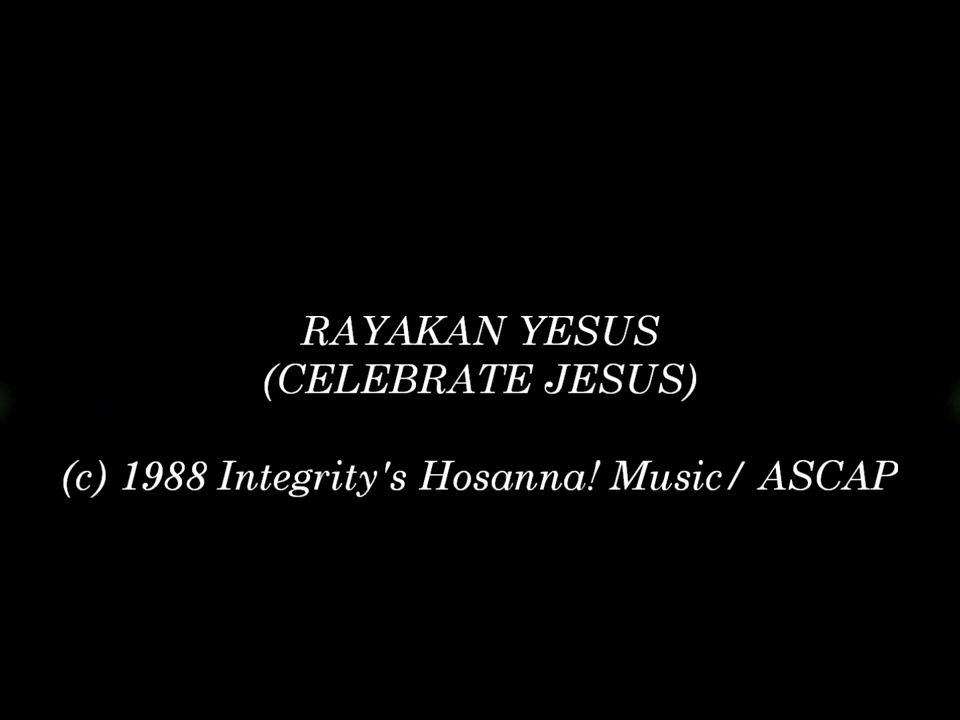 RAYAKAN YESUS
(CELEBRATE JESUS)
(c) 1988 Integrity's Hosanna! Music/ ASCAP